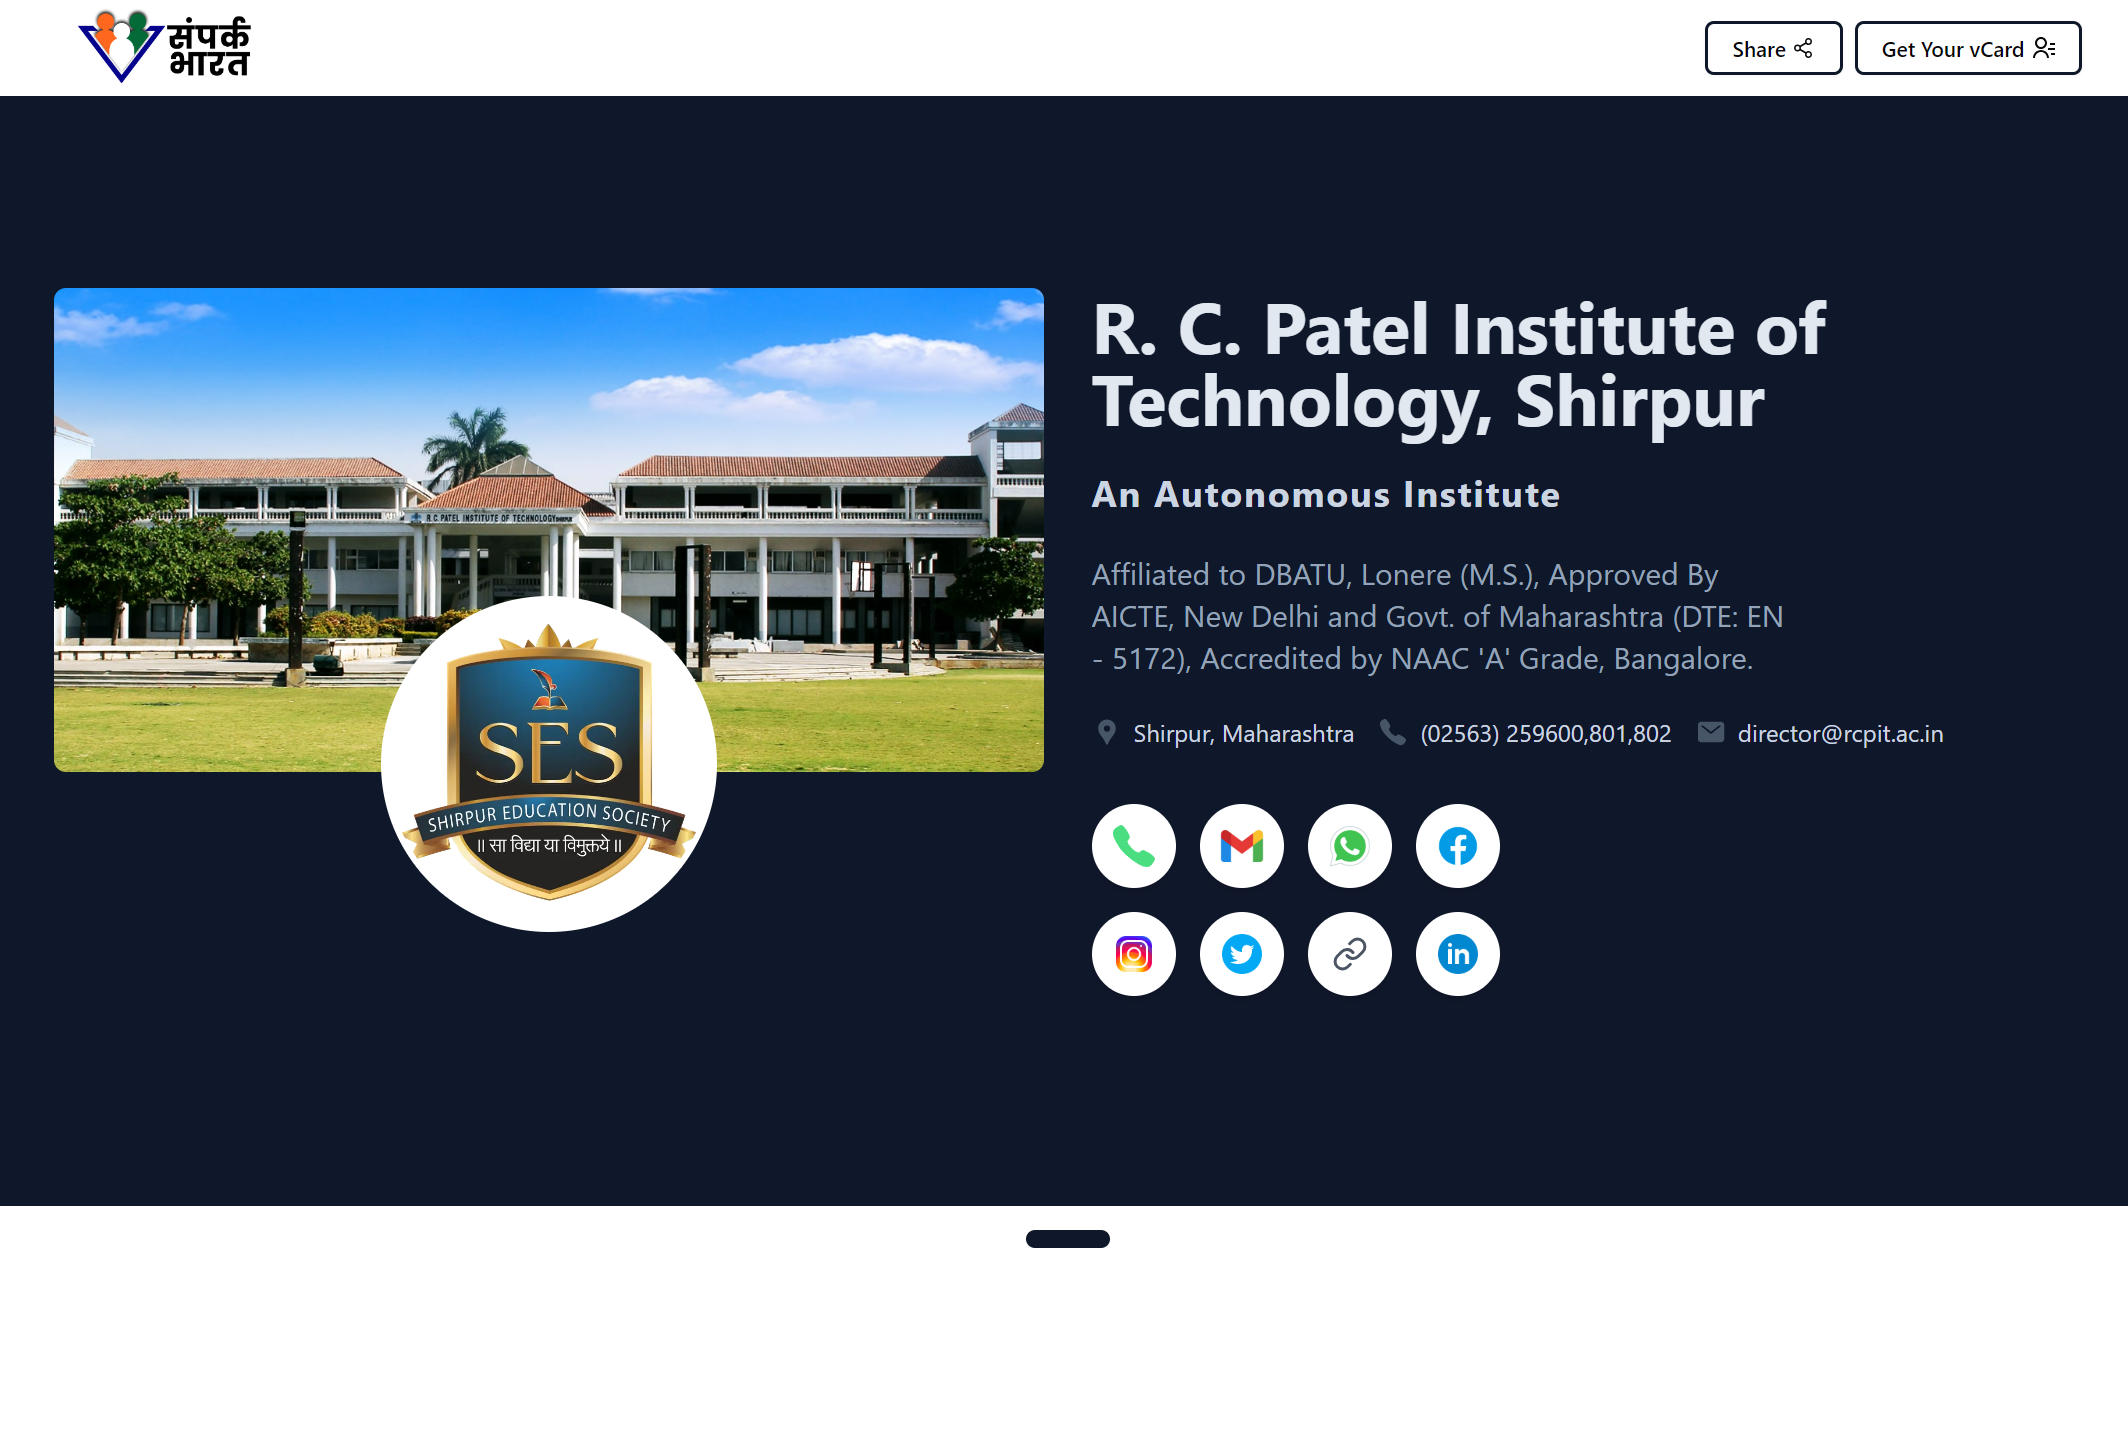 संपर्क
भारत
Share
Get Your vCard
R. C. Patel Institute of
Technology, Shirpur
An Autonomous Institute
Affiliated to DBATU, Lonere (M.S.), Approved By
AICTE, New Delhi and Govt. of Maharashtra (DTE: EN
- 5172), Accredited by NAAC 'A' Grade, Bangalore.
Shirpur, Maharashtra
(02563) 259600,801,802
director@rcpit.ac.in
R.C.PATEL INSTITUTE OF TECHNOLOGY SHIRPUR
SES
SHIRPUR EDUCATION SOCIETY
॥ सा विद्या या विमुक्तये ॥